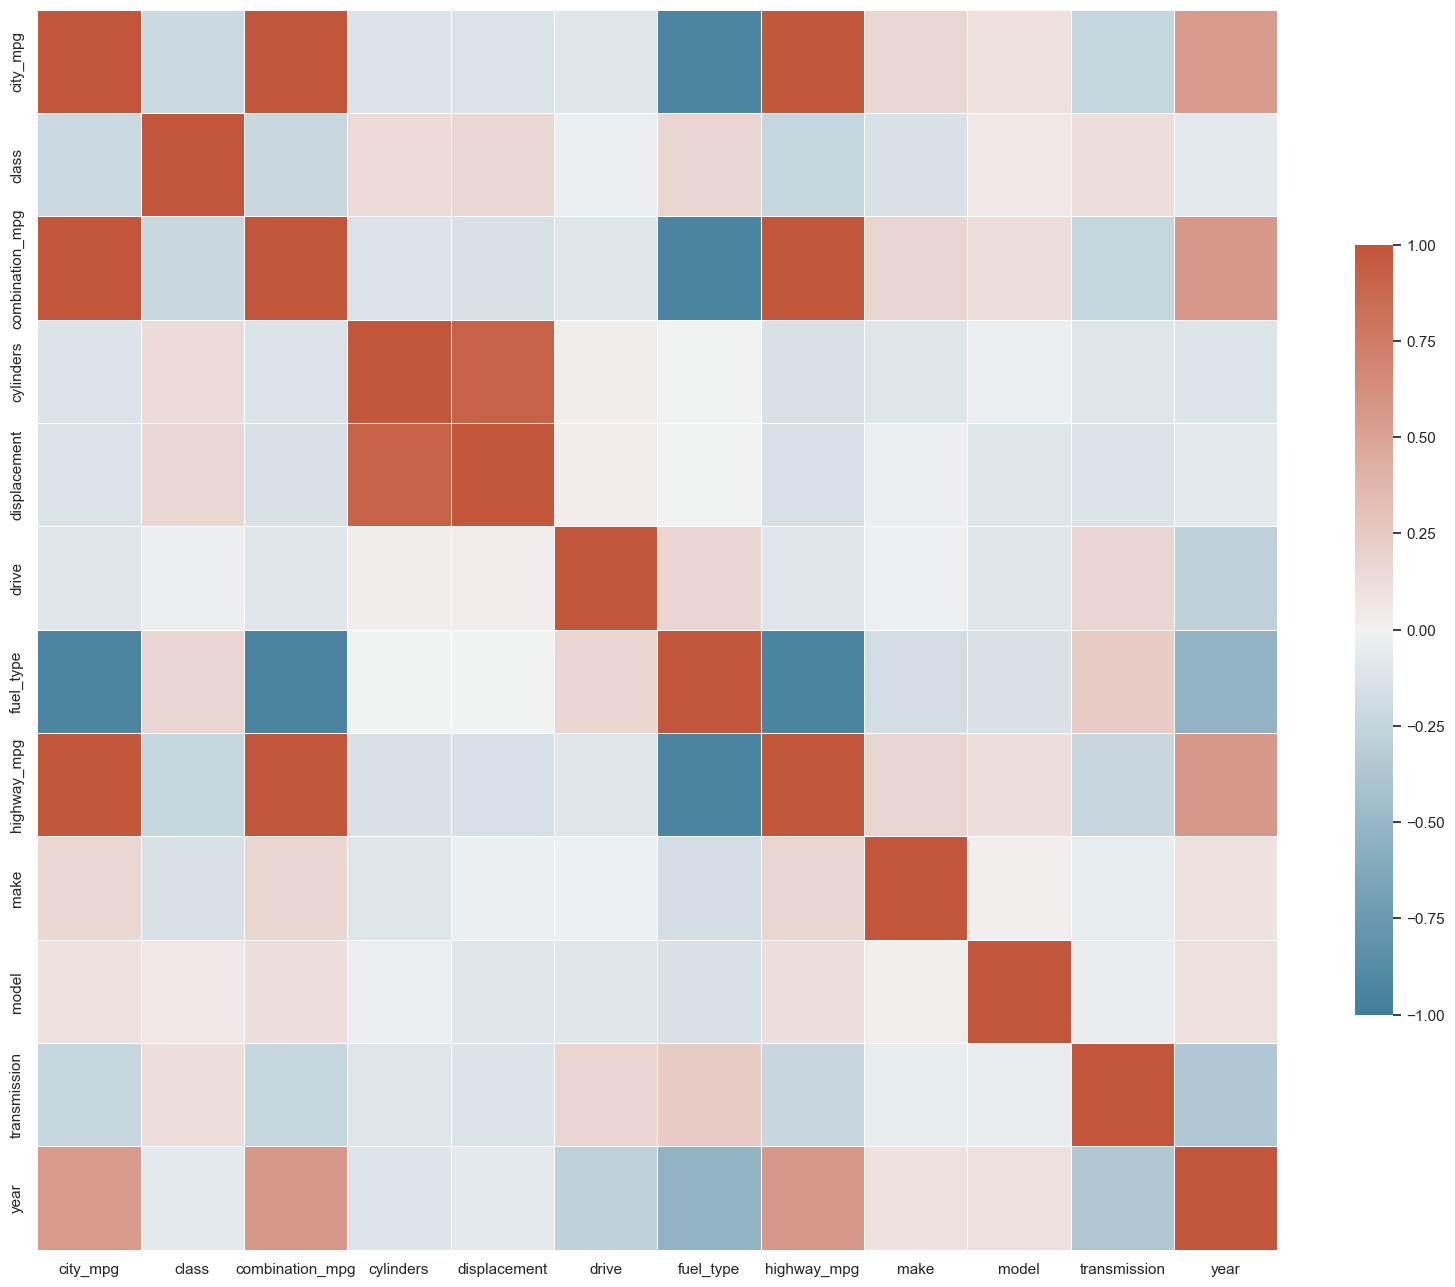 city_mpg
class
combination_mpg
cylinders
displacement
drive
fuel_type
highway_mpg
make
model
transmission
year
city_mpg class combination_mpg cylinders displacement drive fuel_type highway_mpg make model transmission year
1.00
0.75
0.50
0.25
0.00
−0.25
−0.50
−0.75
−1.00